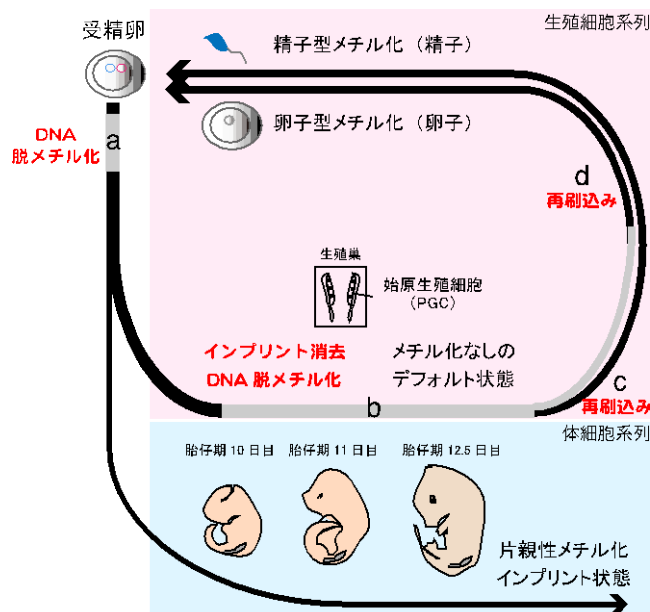 生殖細胞系列
受精卵
精子型メチル化（精子）
卵子型メチル化（卵子）
DNA
脱メチル化
a
d
再刷込み
生殖巣
始原生殖細胞
(PGC)
インプリント消去
DNA 脱メチル化
メチル化なしの
デフォルト状態
b
c
再刷込み
体細胞系列
胎仔期 10 日目
胎仔期 11 日目
胎仔期 12.5 日目
片親性メチル化
インプリント状態